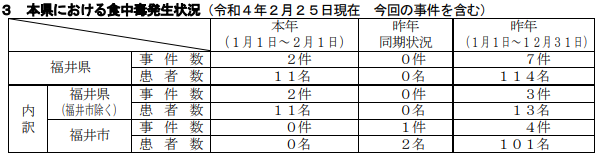 3 本県における食中毒発生状況（令和４年２月２５日現在 今回の事件を含む）
本年 昨年 昨年
（１月１日～２月１日） 同期状況 （１月１日～１２月３１日）
福井県 事件数 ２件 ０件 ７件
患者数 １１名 ０名 １１４名
内訳 福井県（福井市除く） 事件数 ２件 ０件 ３件
患者数 １１名 ０名 １３名
福井市 事件数 ０件 １件 ４件
患者数 ０名 ２名 １０１名